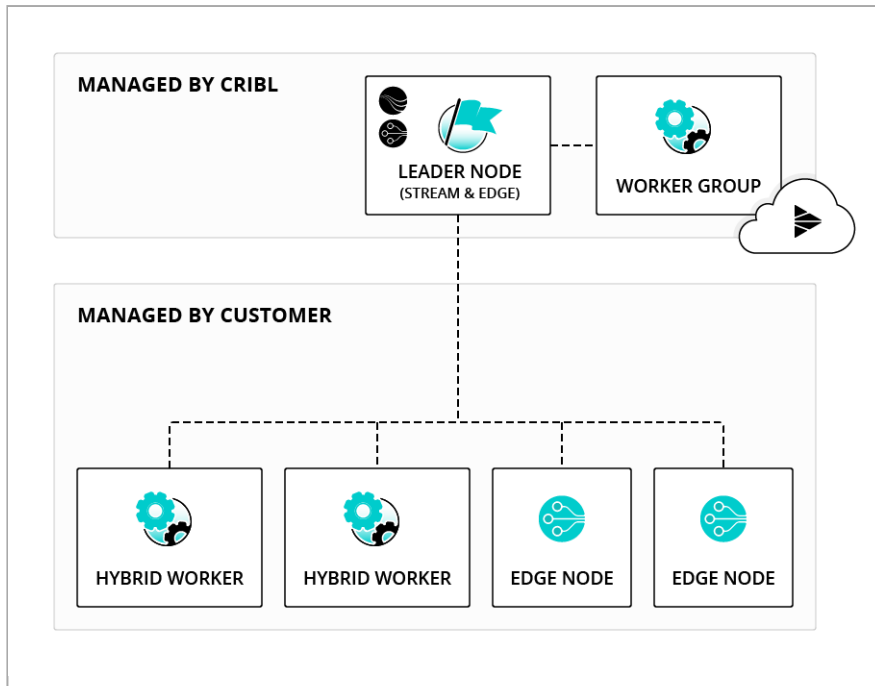 MANAGED BY CRIBL
LEADER NODE
(STREAM & EDGE)
WORKER GROUP
MANAGED BY CUSTOMER
HYBRID WORKER
HYBRID WORKER
EDGE NODE
EDGE NODE